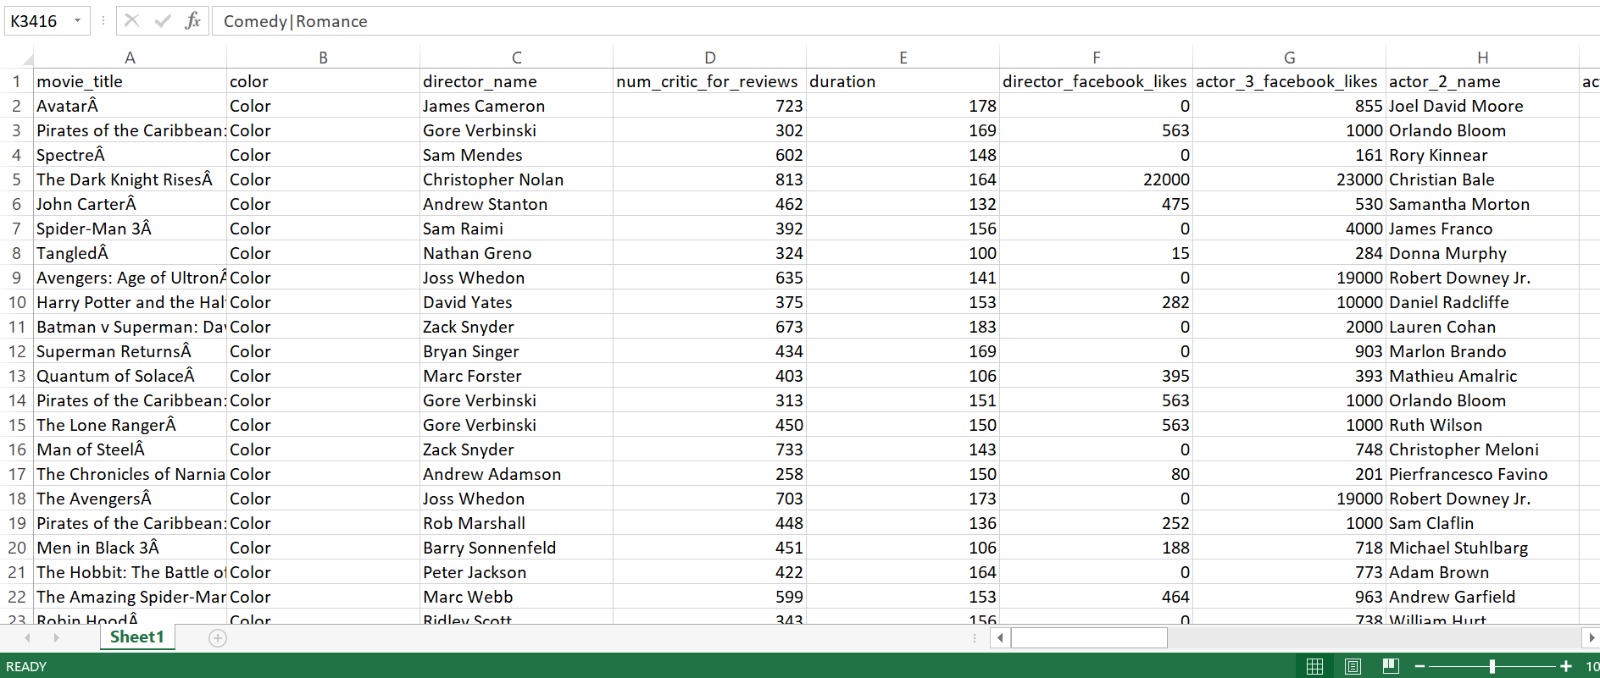 K3416 fx Comedy|Romance
A B C D E F G H
1 movie_title color director_name num_critic_for_reviews duration director_facebook_likes actor_3_facebook_likes actor_2_name ac
2 AvatarÂ Color James Cameron 723 178 0 855 Joel David Moore
3 Pirates of the Caribbean: Color Gore Verbinski 302 169 563 1000 Orlando Bloom
4 SpectreÂ Color Sam Mendes 602 148 0 161 Rory Kinnear
5 The Dark Knight RisesÂ Color Christopher Nolan 813 164 22000 23000 Christian Bale
6 John CarterÂ Color Andrew Stanton 462 132 475 530 Samantha Morton
7 Spider-Man 3Â Color Sam Raimi 392 156 0 4000 James Franco
8 TangledÂ Color Nathan Greno 324 100 15 284 Donna Murphy
9 Avengers: Age of UltronÂ Color Joss Whedon 635 141 0 19000 Robert Downey Jr.
10 Harry Potter and the Hal Color David Yates 375 153 282 10000 Daniel Radcliffe
11 Batman v Superman: Da Color Zack Snyder 673 183 0 2000 Lauren Cohan
12 Superman ReturnsÂ Color Bryan Singer 434 169 0 903 Marlon Brando
13 Quantum of SolaceÂ Color Marc Forster 403 106 395 393 Mathieu Amalric
14 Pirates of the Caribbean: Color Gore Verbinski 313 151 563 1000 Orlando Bloom
15 The Lone RangerÂ Color Gore Verbinski 450 150 563 1000 Ruth Wilson
16 Man of SteelÂ Color Zack Snyder 733 143 0 748 Christopher Meloni
17 The Chronicles of Narnia Color Andrew Adamson 258 150 80 201 Pierfrancesco Favino
18 The AvengersÂ Color Joss Whedon 703 173 0 19000 Robert Downey Jr.
19 Pirates of the Caribbean: Color Rob Marshall 448 136 252 1000 Sam Claflin
20 Men in Black 3Â Color Barry Sonnenfeld 451 106 188 718 Michael Stuhlbarg
21 The Hobbit: The Battle of Color Peter Jackson 422 164 0 773 Adam Brown
22 The Amazing Spider-Mar Color Marc Webb 599 153 464 963 Andrew Garfield
23 Robin HoodÂ Color Ridley Scott 343 156 0 738 William Hurt
Sheet1
READY 10